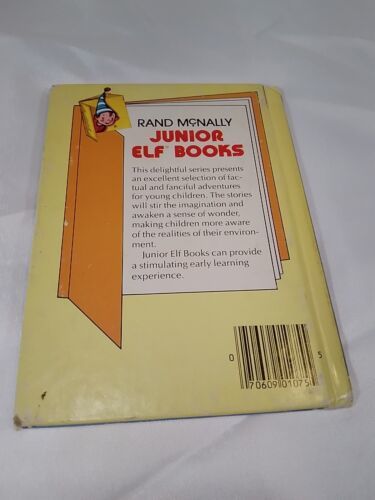 RAND McNALLY
JUNIOR
ELF BOOKS
This delightful series presents
an excellent selection of fac-
tual and fanciful adventures
for young children. The stories
will stir the imagination and
awaken a sense of wonder,
making children more aware
of the realities of their environ-
ment.
Junior Elf Books can provide
a stimulating early learning
experience.
0
5
70609 01075